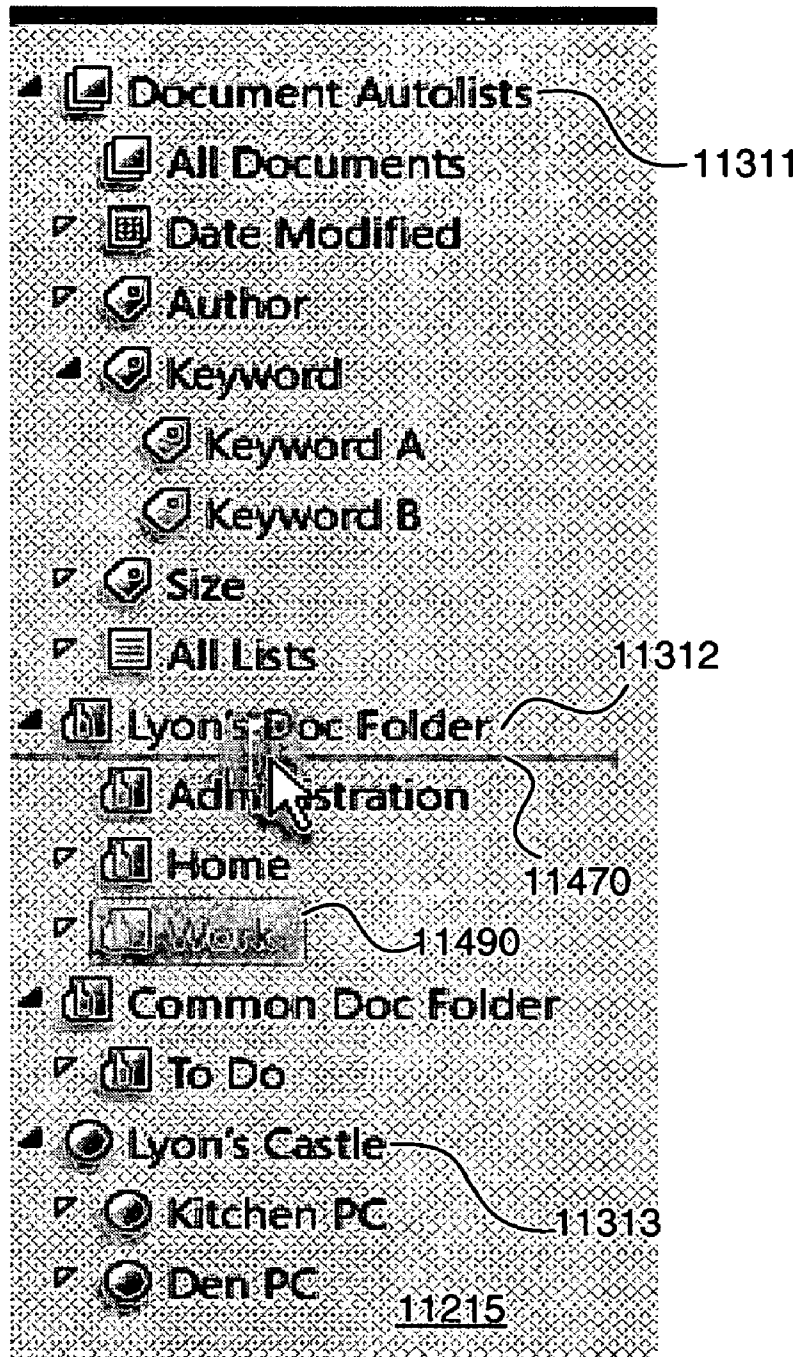 Document Autolists
11311
All Documents
Date Modified
Author
Keyword
Keyword A
Keyword B
Size
All Lists
11312
Lyon's Doc Folder
Administration
Home
11470
Work
11490
Common Doc Folder
To Do
Lyon's Castle
Kitchen PC
11313
Den PC
11215